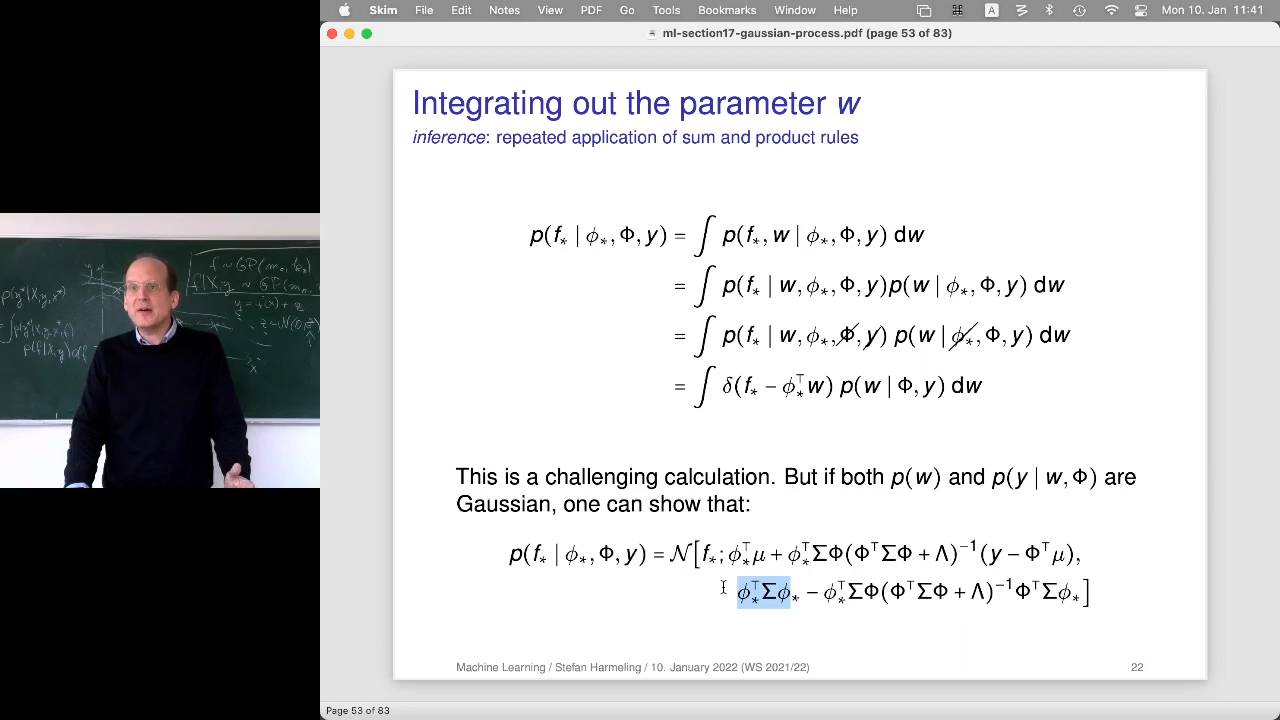 Skim File Edit Notes View PDF Go Tools Bookmarks Window Help A Mon 10. Jan 11:41
ml-section17-gaussian-process.pdf (page 53 of 83)
Integrating out the parameter w
inference: repeated application of sum and product rules
p(f∗ | ϕ∗, Φ, y) = ∫ p(f∗, w | ϕ∗, Φ, y) dw
= ∫ p(f∗ | w, ϕ∗, Φ, y)p(w | ϕ∗, Φ, y) dw
= ∫ p(f∗ | w, ϕ∗, Φ, y) p(w | ϕ∗, Φ, y) dw
= ∫ δ(f∗ − ϕ∗ᵀw) p(w | Φ, y) dw
This is a challenging calculation. But if both p(w) and p(y | w, Φ) are
Gaussian, one can show that:
p(f∗ | ϕ∗, Φ, y) = N[f∗; ϕ∗ᵀμ + ϕ∗ᵀΣΦ(ΦᵀΣΦ + Λ)⁻¹(y − Φᵀμ),
ϕ∗ᵀΣϕ∗ − ϕ∗ᵀΣΦ(ΦᵀΣΦ + Λ)⁻¹ΦᵀΣϕ∗]
Machine Learning / Stefan Harmeling / 10. January 2022 (WS 2021/22) 22
Page 53 of 83